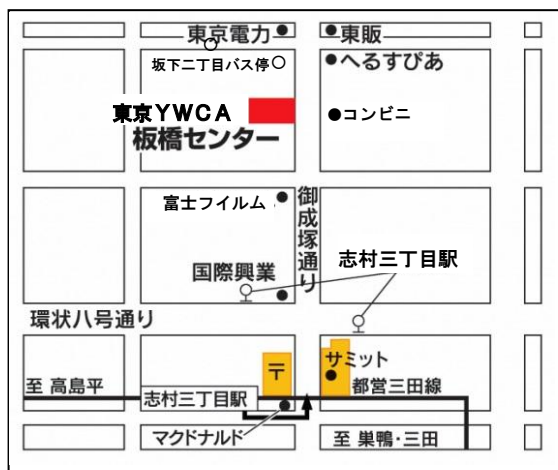 東京電力
東販
坂下二丁目バス停
へるすぴあ
東京YWCA
板橋センター
コンビニ
富士フイルム
御成塚通り
国際興業
志村三丁目駅
環状八号通り
〒
サミット
至 高島平
志村三丁目駅
都営三田線
マクドナルド
至 巣鴨・三田